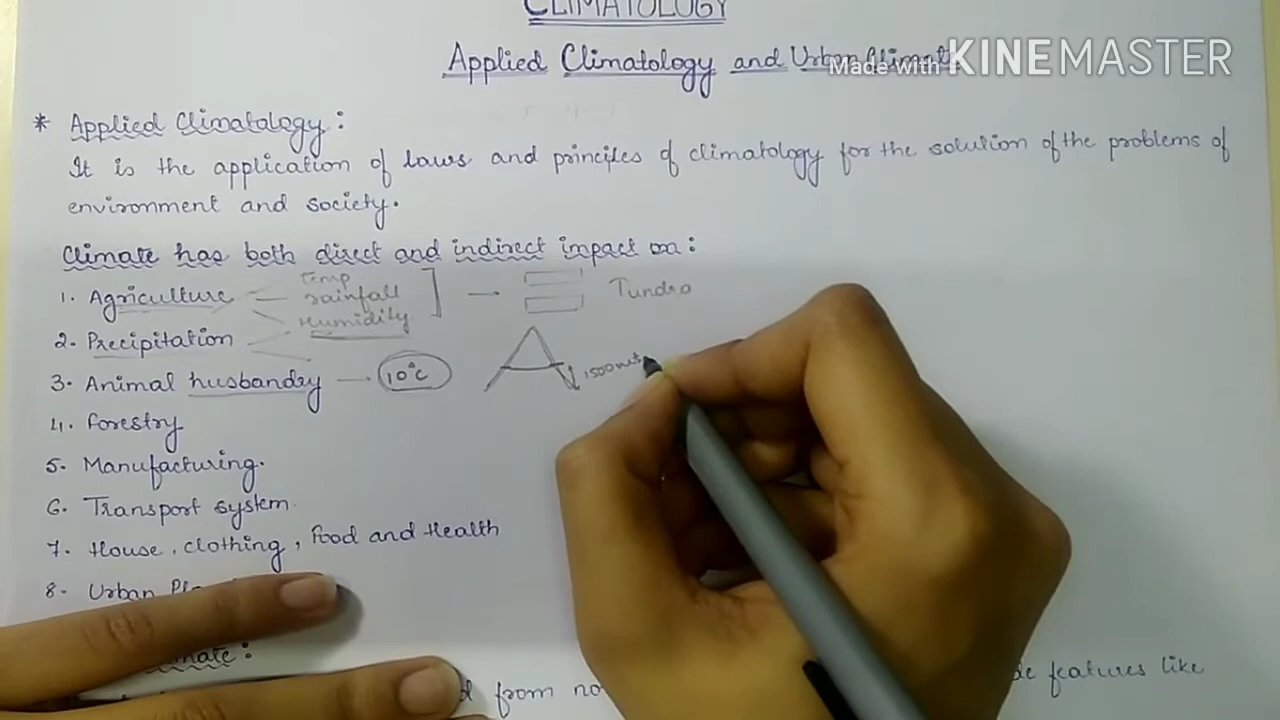 CLIMATOLOGY
Applied Climatology and Urban Climate
Made with KINEMASTER
* Applied Climatology:
It is the application of laws and principles of climatology for the solution of the problems of
environment and society.
Climate has both direct and indirect impact on:
1. Agriculture
temp
rainfall
Humidity
Tundra
2. Precipitation
3. Animal husbandry — 10°C
1500mt
4. Forestry
5. Manufacturing.
6. Transport system.
7. House, clothing, Food and Health
8. Urban
from
features like